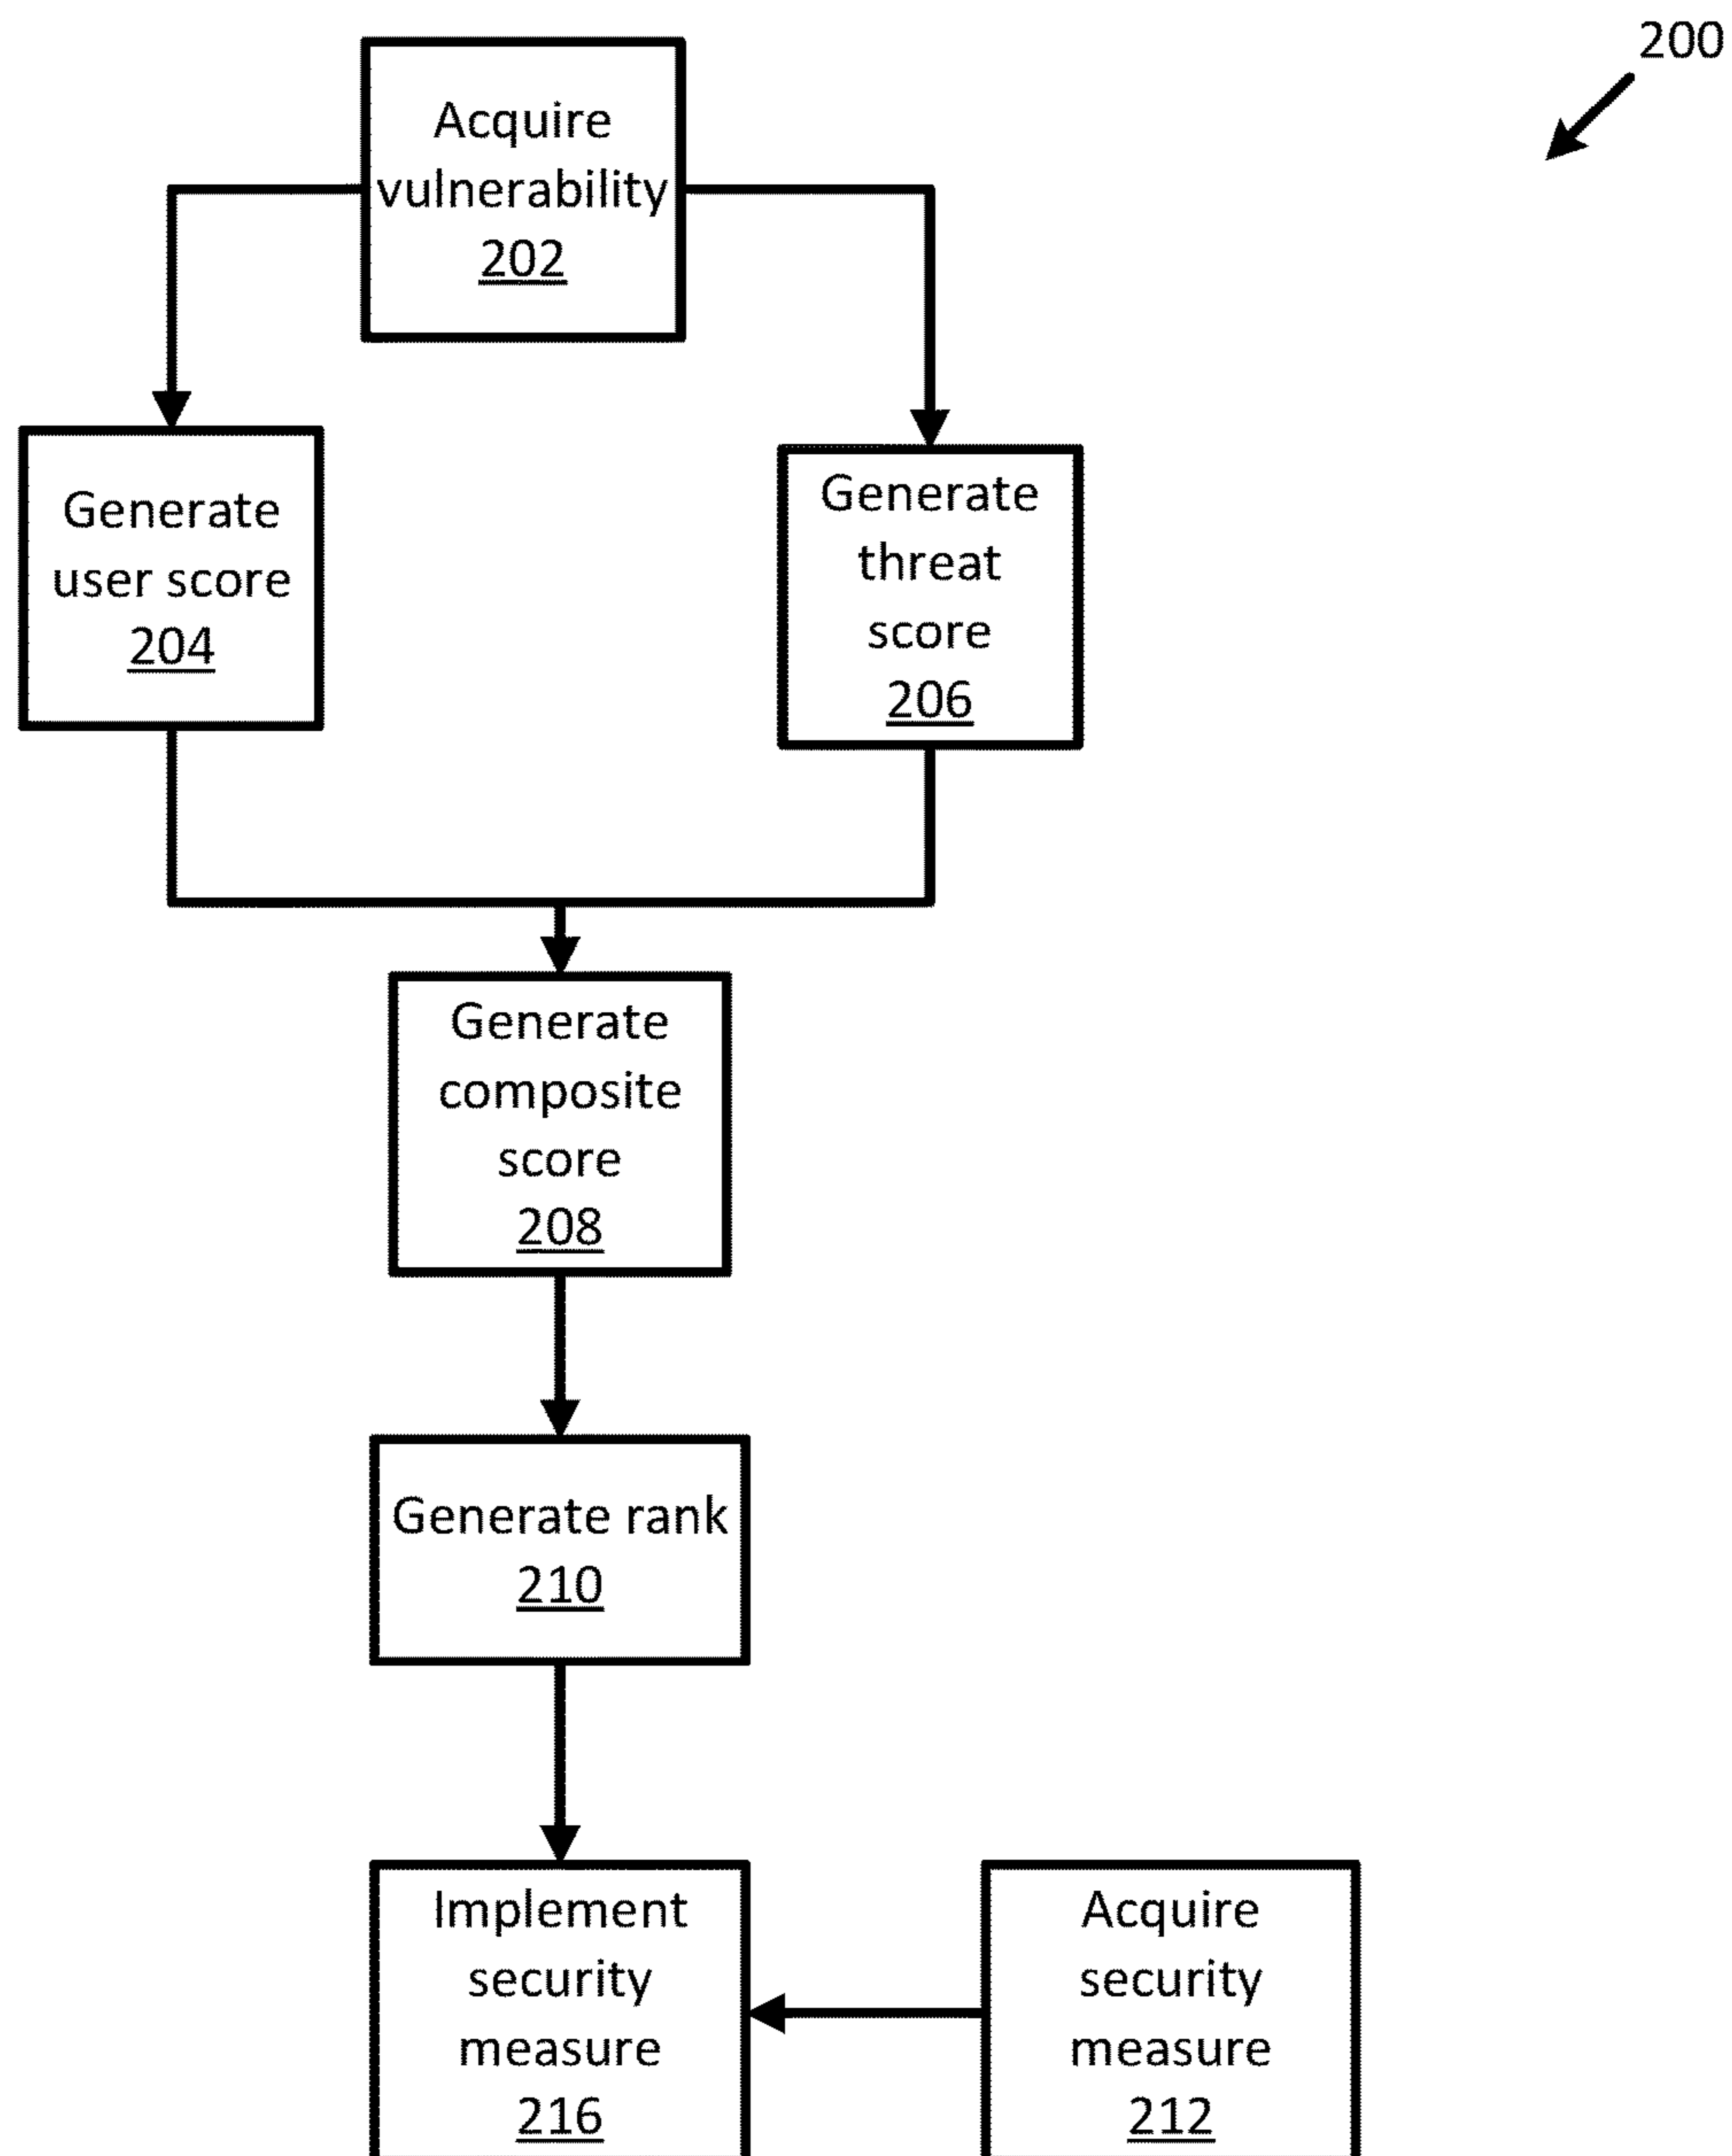 200
Acquire
vulnerability
202
Generate
user score
204
Generate
threat
score
206
Generate
composite
score
208
Generate rank
210
Implement
security
measure
216
Acquire
security
measure
212